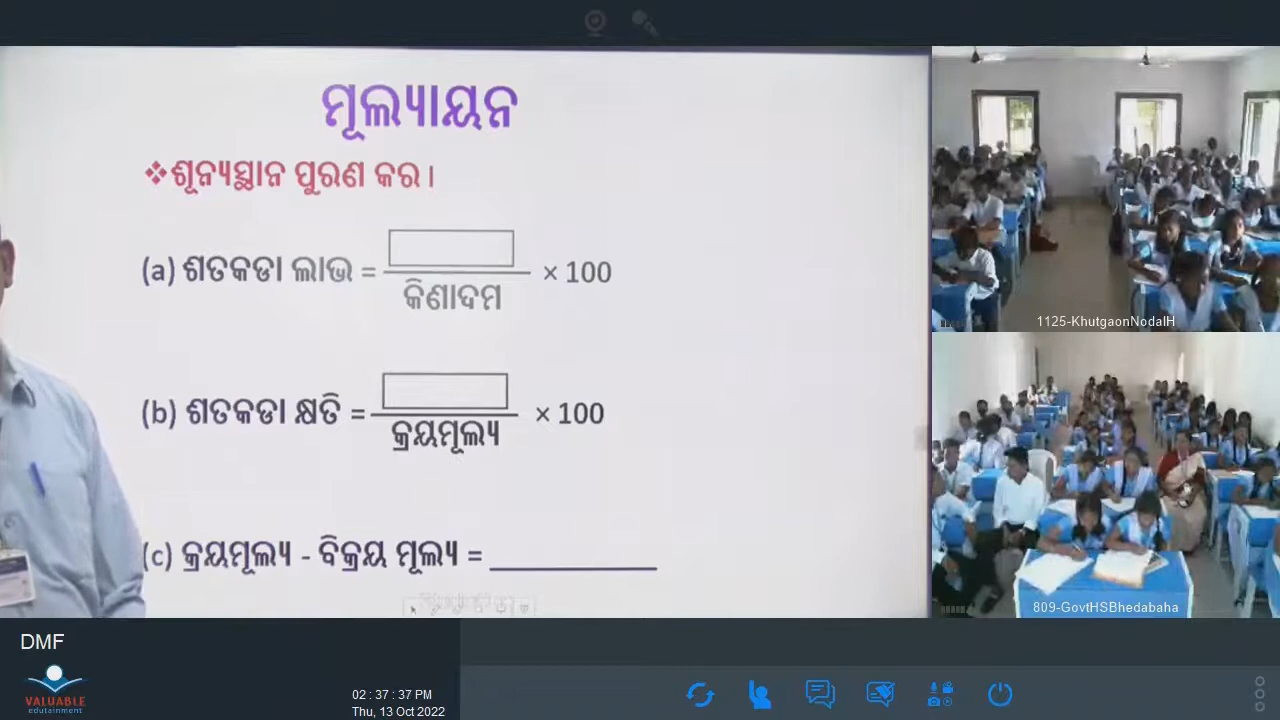 ମୂଲ୍ୟାୟନ
❖ଶୂନ୍ୟସ୍ଥାନ ପୁରଣ କର ।
(a) ଶତକଡା ଲାଭ = ☐ / କିଣାଦାମ × 100
(b) ଶତକଡା କ୍ଷତି = ☐ / କ୍ରୟମୂଲ୍ୟ × 100
(c) କ୍ରୟମୂଲ୍ୟ - ବିକ୍ରୟ ମୂଲ୍ୟ = ____________
1125-KhutgaonNodalH
809-GovtHSBhedabaha
DMF
VALUABLE
edutainment
02 : 37 : 37 PM
Thu, 13 Oct 2022